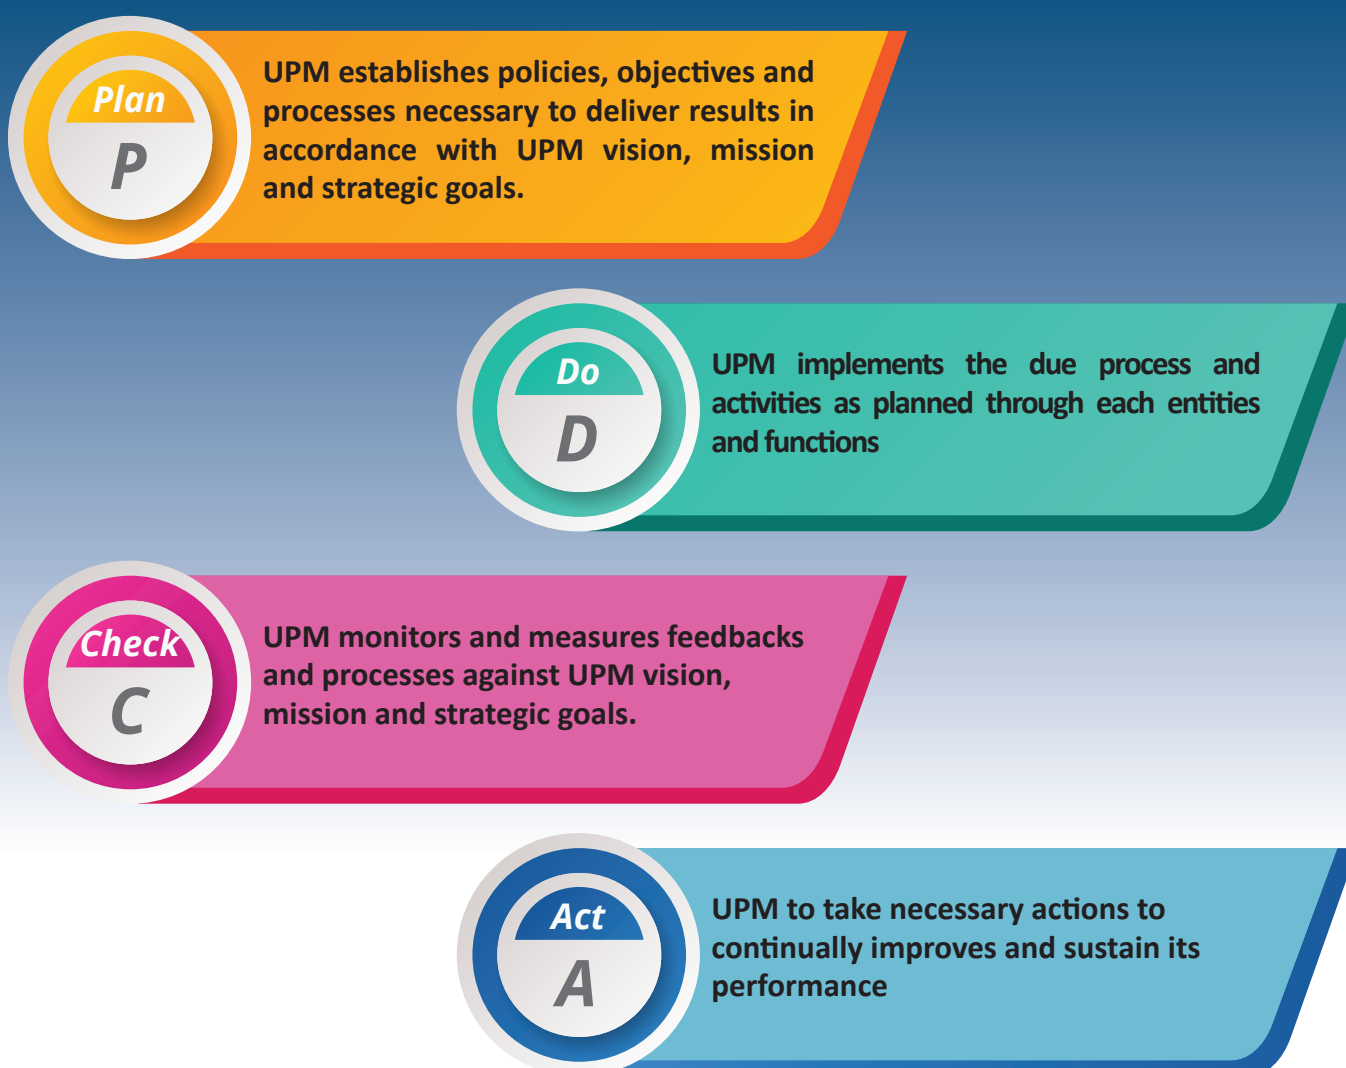 Plan
P
UPM establishes policies, objectives and
processes necessary to deliver results in
accordance with UPM vision, mission
and strategic goals.
Do
D
UPM implements the due process and
activities as planned through each entities
and functions
Check
C
UPM monitors and measures feedbacks
and processes against UPM vision,
mission and strategic goals.
Act
A
UPM to take necessary actions to
continually improves and sustain its
performance